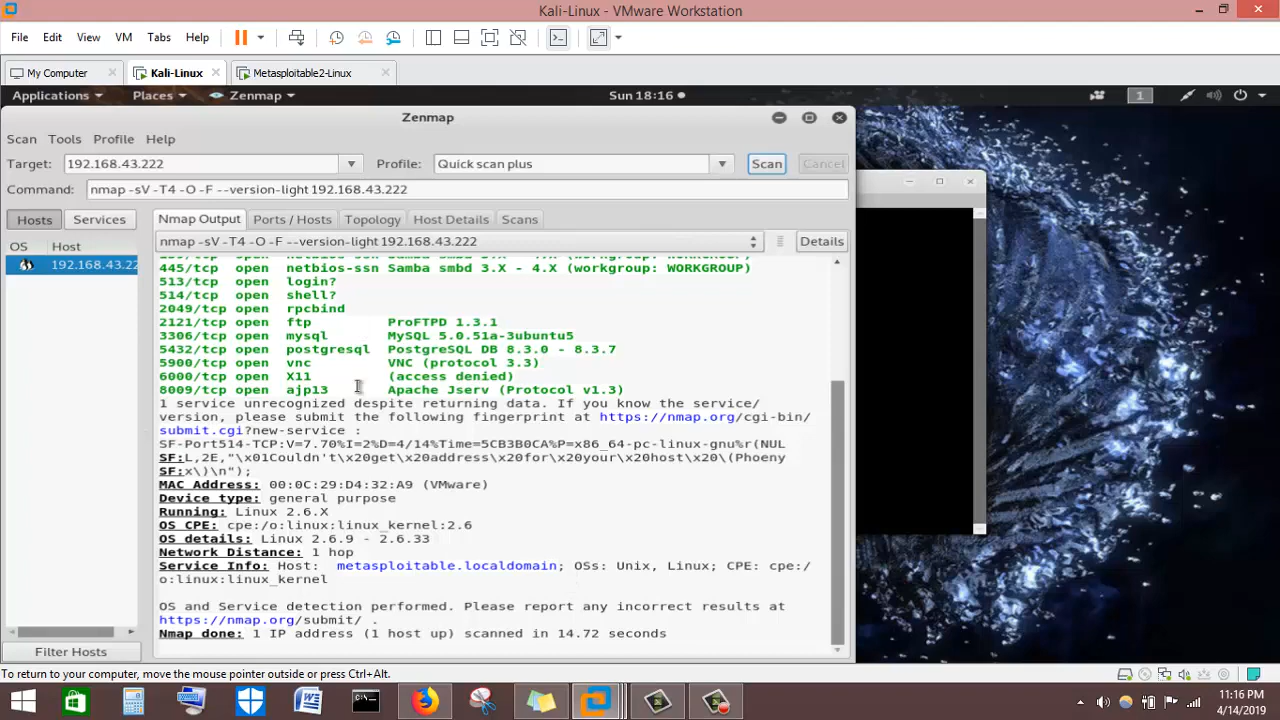 Kali-Linux - VMware Workstation
File Edit View VM Tabs Help
My Computer Kali-Linux Metasploitable2-Linux
Applications Places Zenmap Sun 18:16 1
Zenmap
Scan Tools Profile Help
Target: 192.168.43.222 Profile: Quick scan plus Scan Cancel
Command: nmap -sV -T4 -O -F --version-light 192.168.43.222
Hosts Services Nmap Output Ports / Hosts Topology Host Details Scans
OS Host nmap -sV -T4 -O -F --version-light 192.168.43.222 Details
192.168.43.22
445/tcp open netbios-ssn Samba smbd 3.X - 4.X (workgroup: WORKGROUP)
513/tcp open login?
514/tcp open shell?
2049/tcp open rpcbind
2121/tcp open ftp ProFTPD 1.3.1
3306/tcp open mysql MySQL 5.0.51a-3ubuntu5
5432/tcp open postgresql PostgreSQL DB 8.3.0 - 8.3.7
5900/tcp open vnc VNC (protocol 3.3)
6000/tcp open X11 (access denied)
8009/tcp open ajp13 Apache Jserv (Protocol v1.3)
1 service unrecognized despite returning data. If you know the service/
version, please submit the following fingerprint at https://nmap.org/cgi-bin/
submit.cgi?new-service :
SF-Port514-TCP:V=7.70%I=2%D=4/14%Time=5CB3B0CA%P=x86_64-pc-linux-gnu%r(NUL
SF:L,2E,"\x01Couldn't\x20get\x20address\x20for\x20your\x20host\x20\(Phoeny
SF:x\)\n");
MAC Address: 00:0C:29:D4:32:A9 (VMware)
Device type: general purpose
Running: Linux 2.6.X
OS CPE: cpe:/o:linux:linux_kernel:2.6
OS details: Linux 2.6.9 - 2.6.33
Network Distance: 1 hop
Service Info: Host: metasploitable.localdomain; OSs: Unix, Linux; CPE: cpe:/
o:linux:linux_kernel
OS and Service detection performed. Please report any incorrect results at
https://nmap.org/submit/ .
Nmap done: 1 IP address (1 host up) scanned in 14.72 seconds
Filter Hosts
To return to your computer, move the mouse pointer outside or press Ctrl+Alt.
11:16 PM
4/14/2019